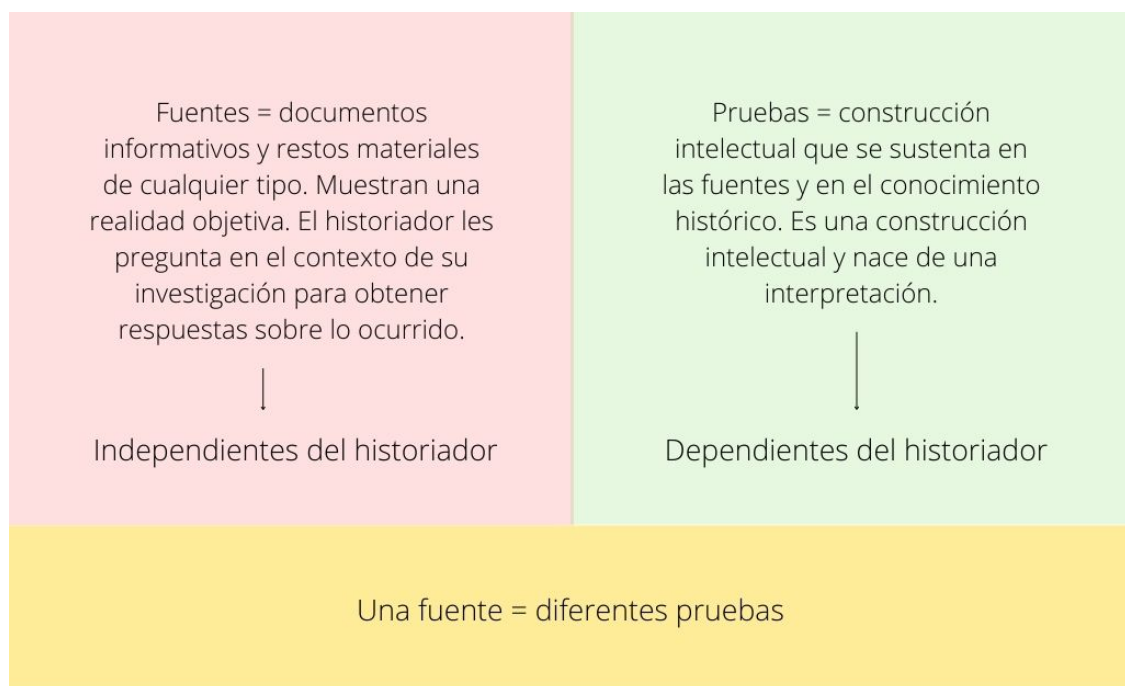 Fuentes = documentos
informativos y restos materiales
de cualquier tipo. Muestran una
realidad objetiva. El historiador les
pregunta en el contexto de su
investigación para obtener
respuestas sobre lo ocurrido.
Independientes del historiador
Pruebas = construcción
intelectual que se sustenta en
las fuentes y en el conocimiento
histórico. Es una construcción
intelectual y nace de una
interpretación.
Dependientes del historiador
Una fuente = diferentes pruebas